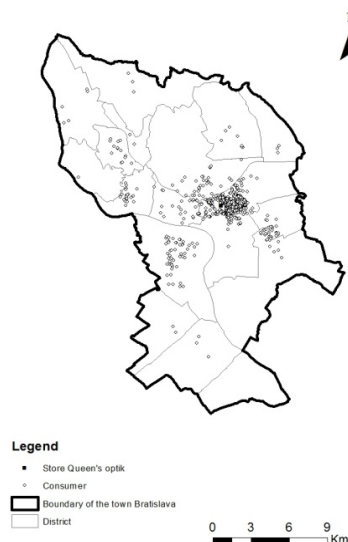 Legend
Store Queen's optik
Consumer
Boundary of the town Bratislava
District
0 3 6 9
Km